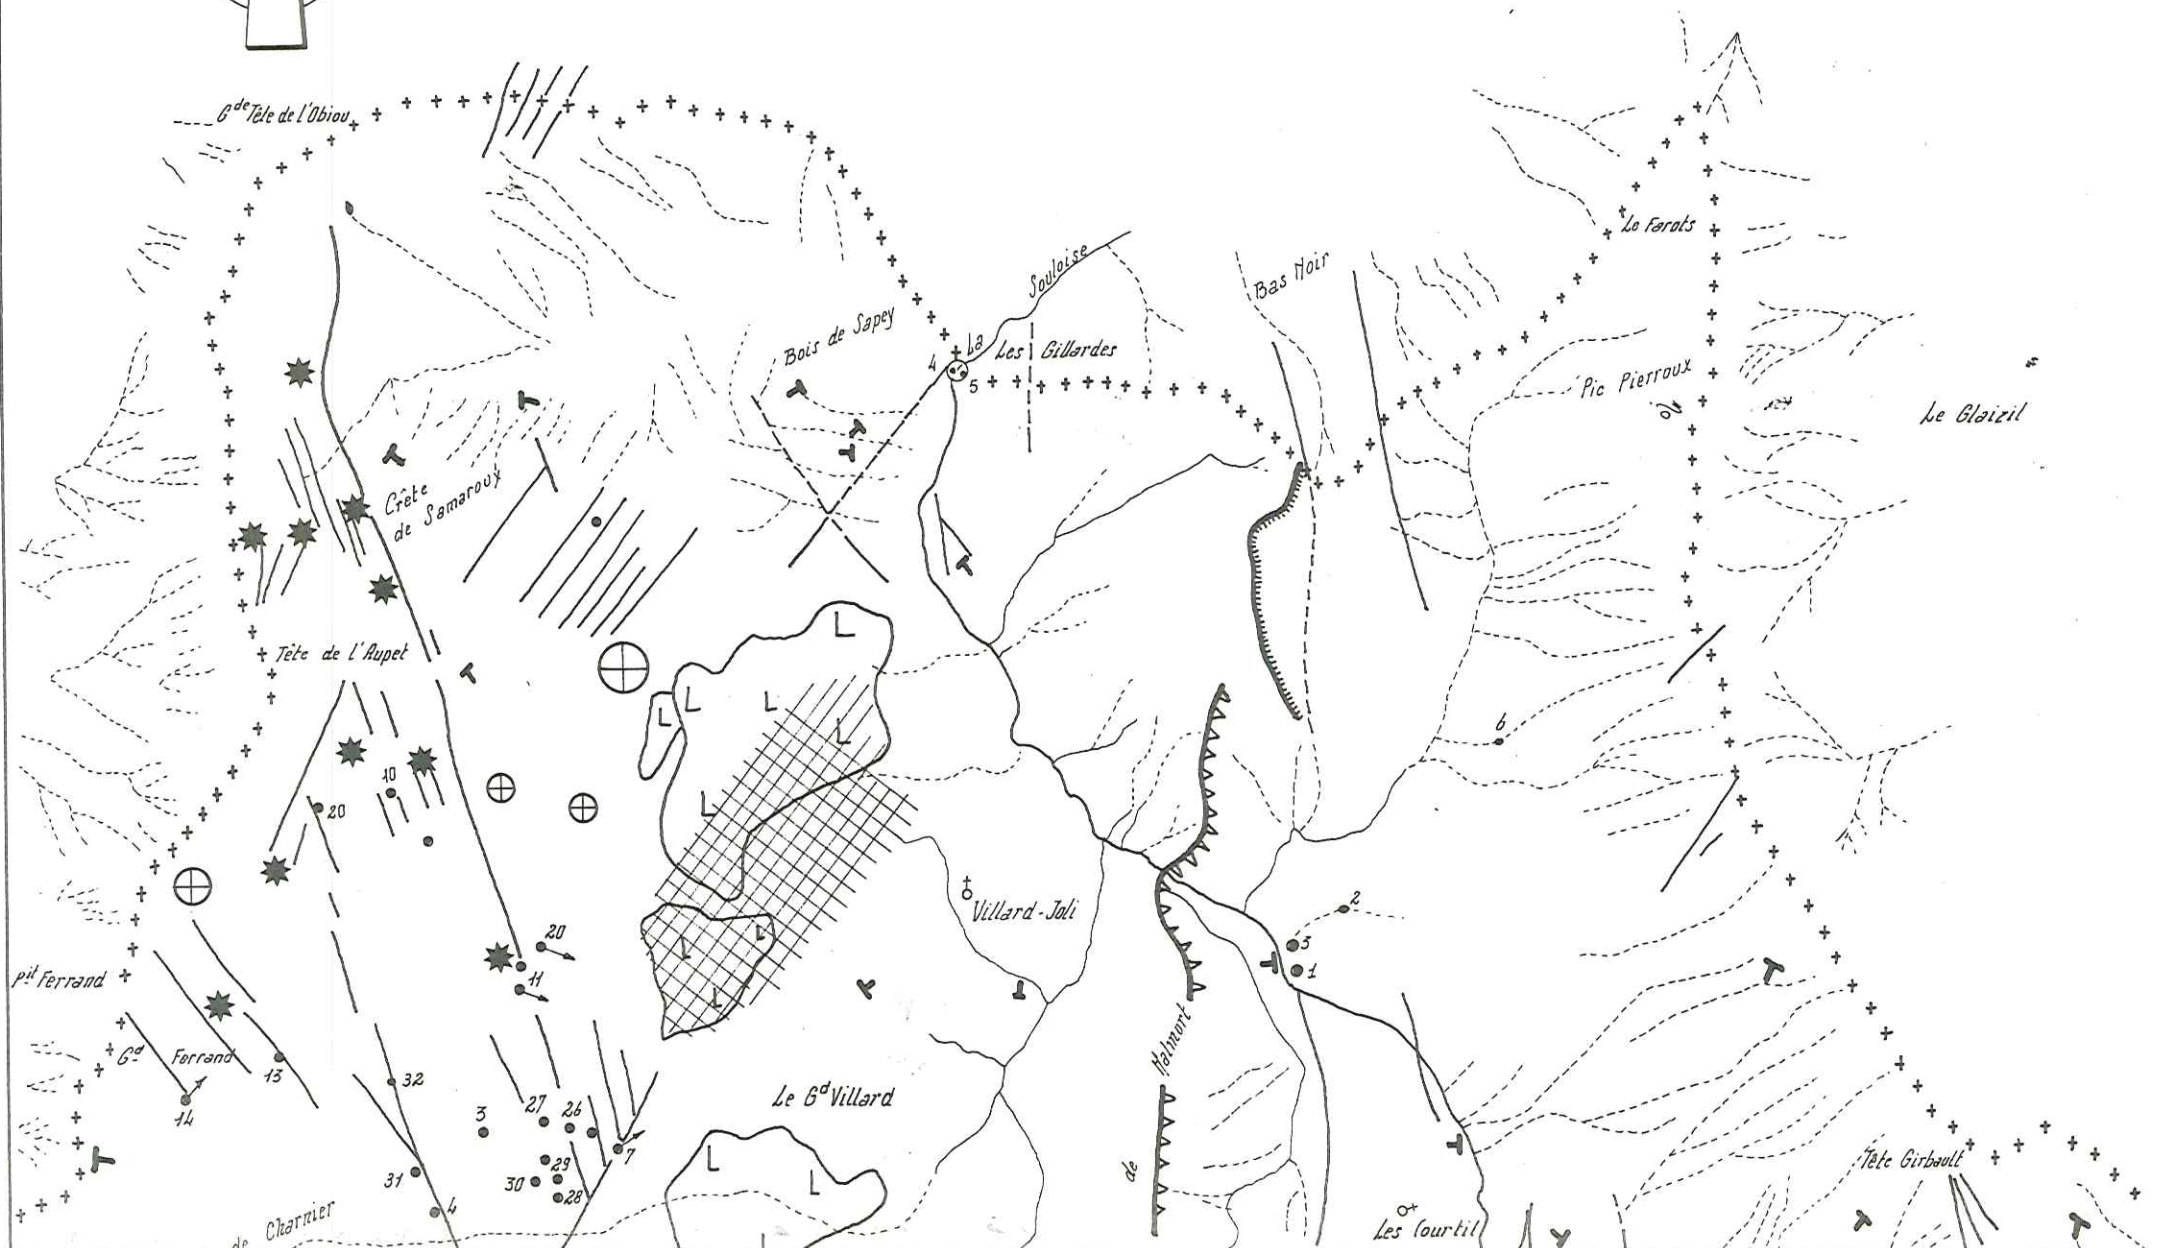 Gde Tête de l'Obiou
Le Farots
La Souloise
Bas Noir
Bois de Sapey
4
Les Gillardes
5
Pic Pierroux
Le Glaizil
Crête
de Samaroux
L
Tête de l'Aupet
L
L
L
L
6
10
20
L
Villard-Joli
2
20
L
L
3
11
1
Pit Ferrand
L
Gd Ferrand
13
14
32
Le Gd Villard
Malmort
3
27
26
7
L
29
Tête Girbault
31
30
28
L
de
4
de Charnier
Les Courtil
L